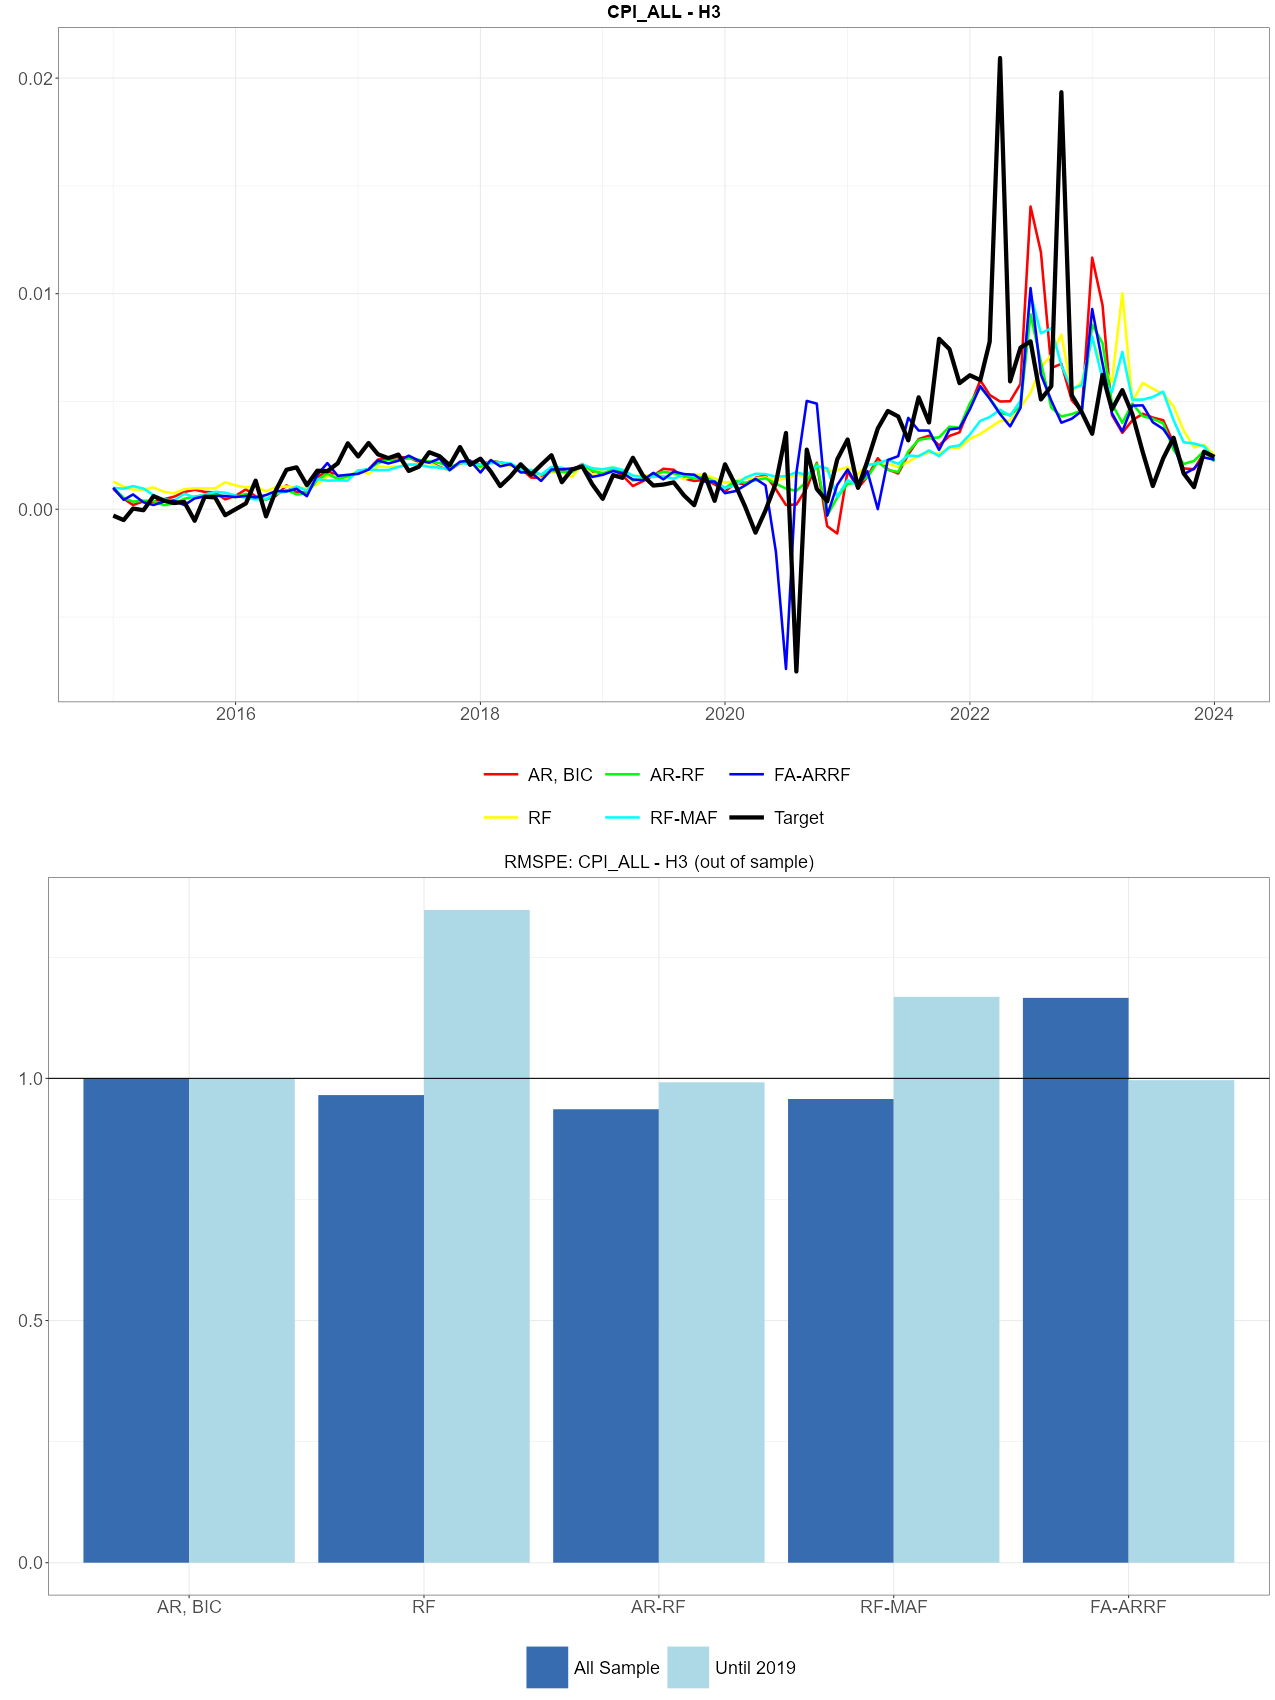 CPI_ALL - H3
0.02
0.01
0.00
2016 2018 2020 2022 2024
AR, BIC AR-RF FA-ARRF
RF RF-MAF Target
RMSPE: CPI_ALL - H3 (out of sample)
1.0
0.5
0.0
AR, BIC RF AR-RF RF-MAF FA-ARRF
All Sample Until 2019